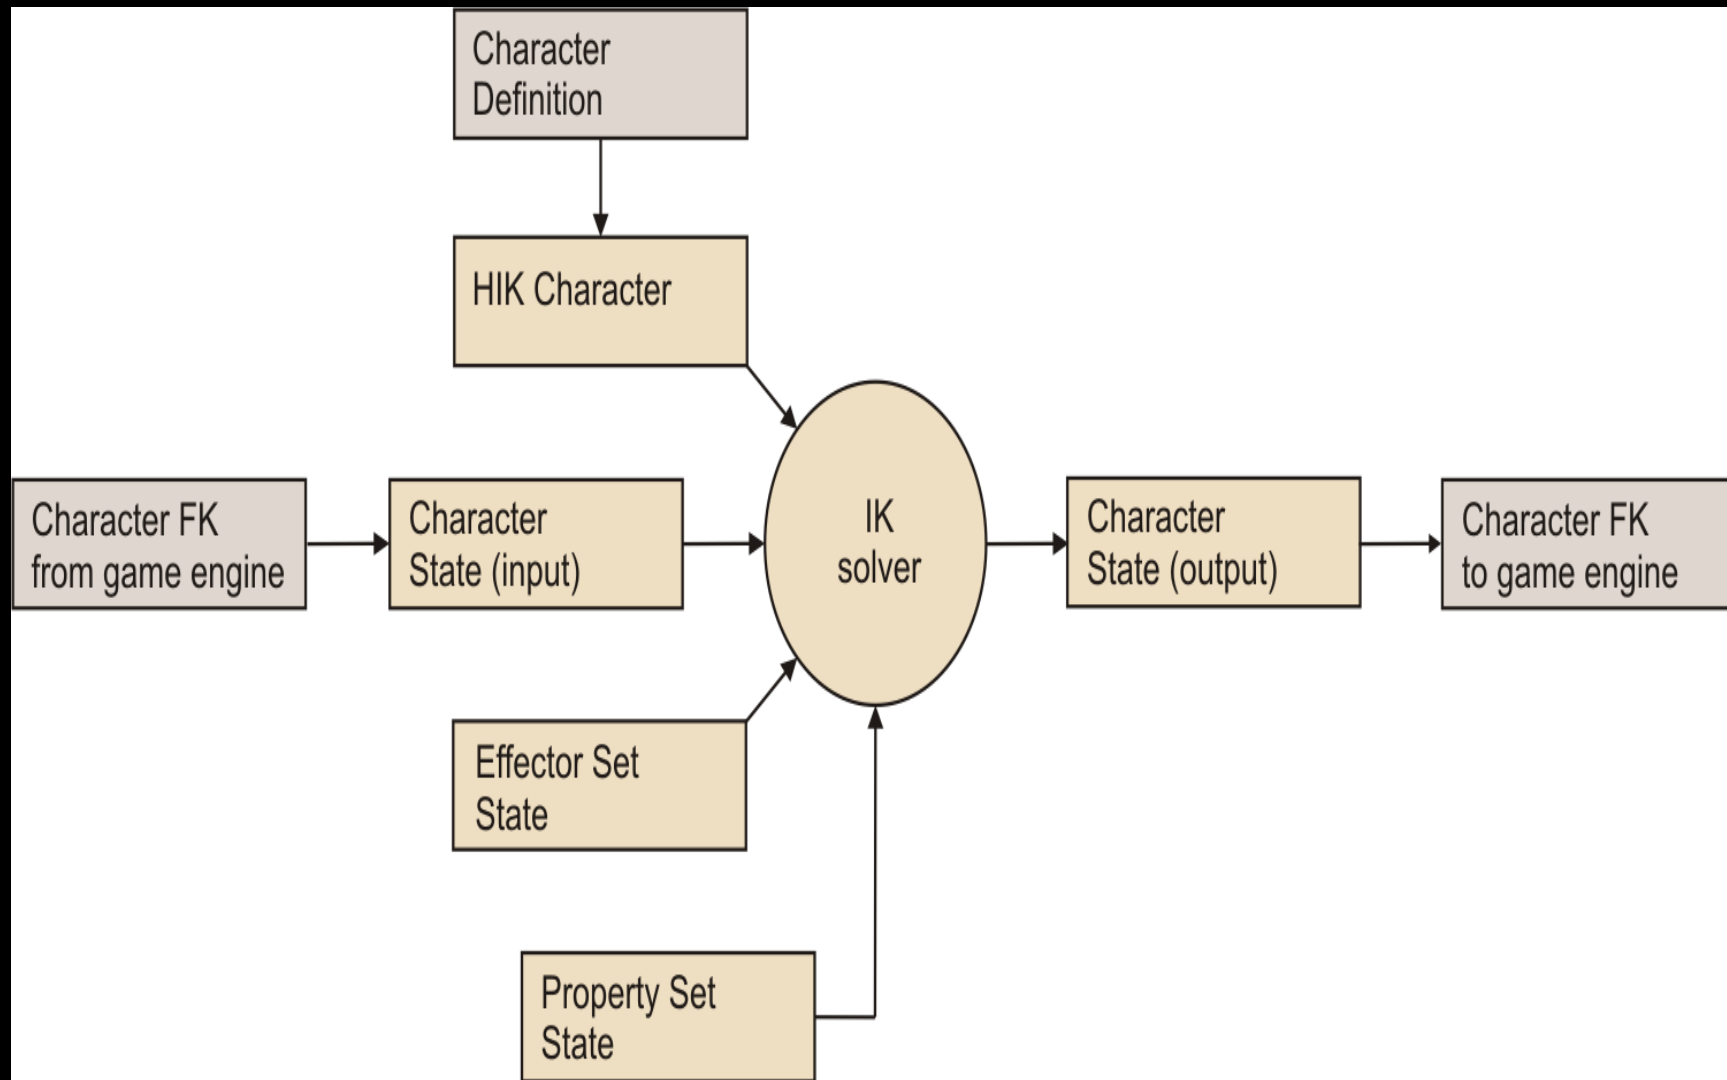 Character
Definition
HIK Character
Character FK
from game engine
Character
State (input)
IK
solver
Character
State (output)
Character FK
to game engine
Effector Set
State
Property Set
State